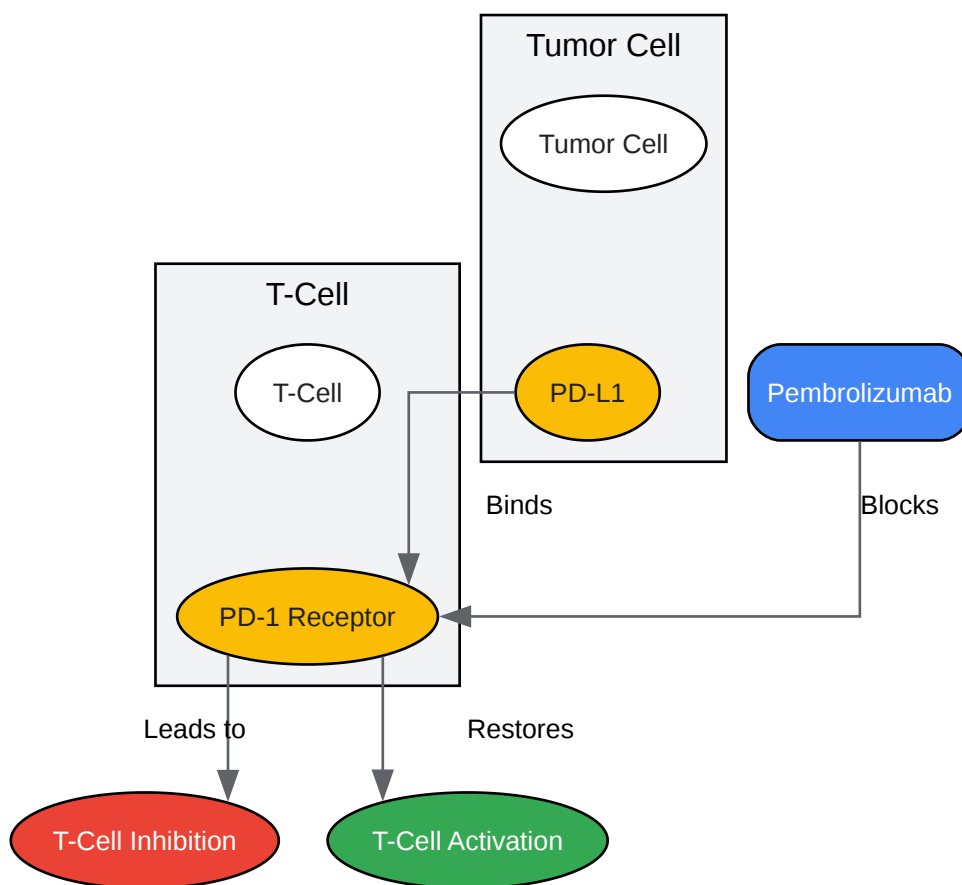 Tumor Cell
Tumor Cell
T-Cell
T-Cell
PD-L1
Pembrolizumab
Binds
Blocks
PD-1 Receptor
Leads to
Restores
T-Cell Inhibition
T-Cell Activation